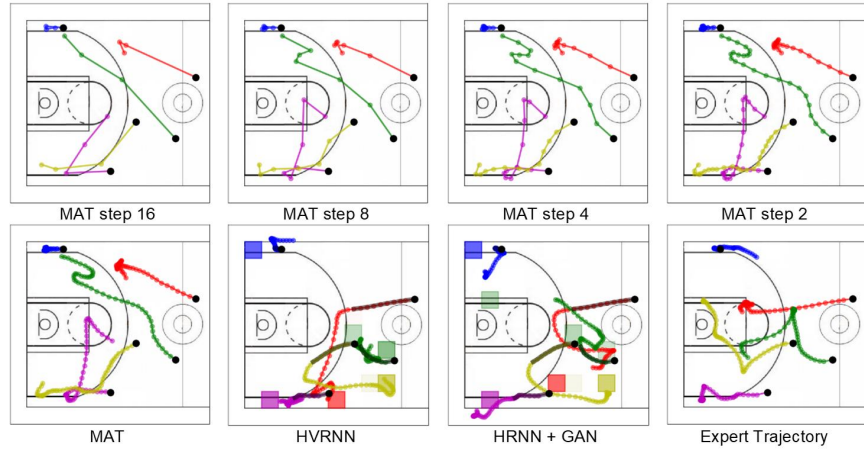 MAT step 16
MAT step 8
MAT step 4
MAT step 2
MAT
HVRNN
HRNN + GAN
Expert Trajectory